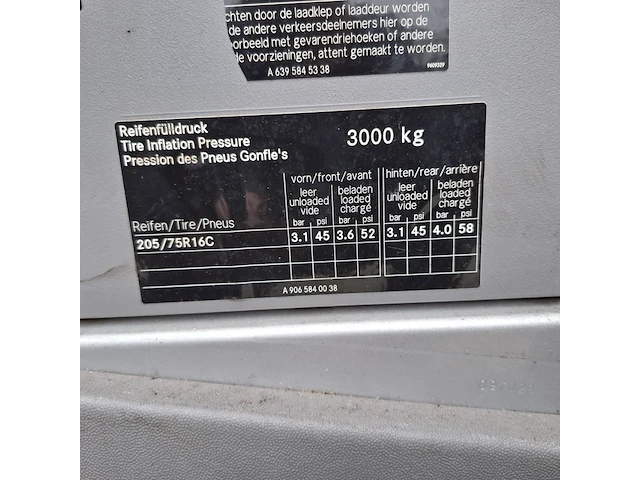 chten door de laadklep of laaddeur worden
de andere verkeersdeelnemers hier op
oorbeeld met gevarendriehoeken of andere
e voorzieningen, attent gemaakt te worden.
A 639 584 53 38
Reifenfülldruck
Tire Inflation Pressure
Pression des Pneus Gonfle's
3000 kg
vorn/front/avant
hinten/rear/arrière
leer beladen leer beladen
unloaded loaded unloaded loaded
vide chargé vide chargé
Reifen/Tire/Pneus bar psi bar psi bar psi bar psi
205/75R16C 3.1 45 3.6 52 3.1 45 4.0 58
A 906 584 00 38